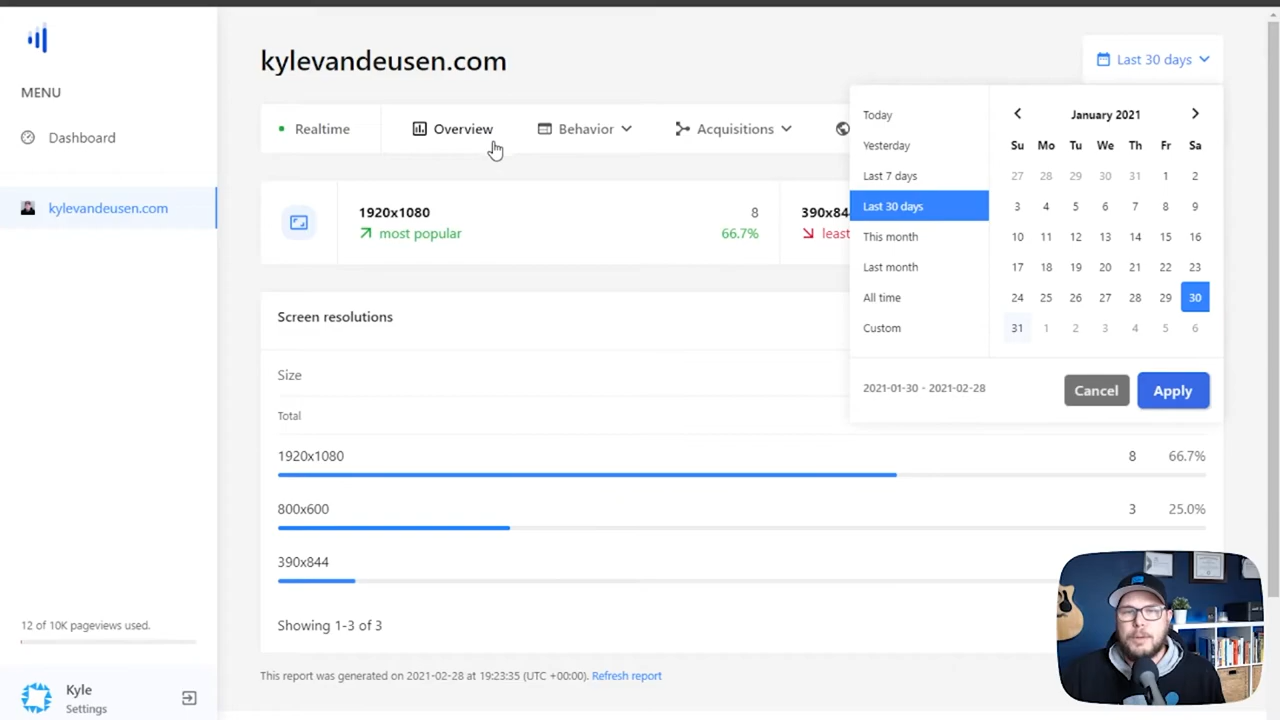 kylevandeusen.com
Last 30 days
MENU
Dashboard
kylevandeusen.com
Realtime
Overview
Behavior
Acquisitions
1920x1080
8
most popular
66.7%
390x84
least
Today
Yesterday
Last 7 days
Last 30 days
This month
Last month
All time
Custom
January 2021
Su Mo Tu We Th Fr Sa
27 28 29 30 31 1 2
3 4 5 6 7 8 9
10 11 12 13 14 15 16
17 18 19 20 21 22 23
24 25 26 27 28 29 30
31 1 2 3 4 5 6
2021-01-30 - 2021-02-28
Cancel
Apply
Screen resolutions
Size
Total
1920x1080 8 66.7%
800x600 3 25.0%
390x844
Showing 1-3 of 3
This report was generated on 2021-02-28 at 19:23:35 (UTC +00:00). Refresh report
12 of 10K pageviews used.
Kyle
Settings